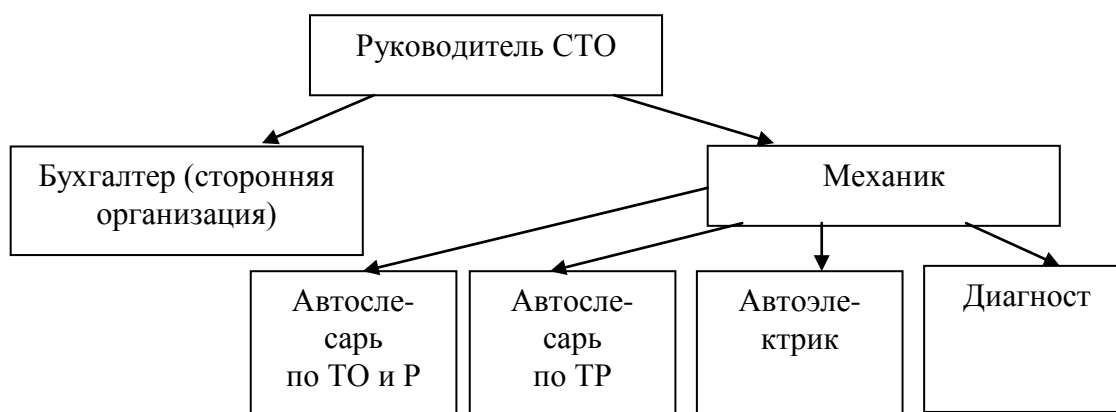 Руководитель СТО
Бухгалтер (сторонняя
организация)
Механик
Автосле-
сарь
по ТО и Р
Автосле-
сарь
по ТР
Автоэле-
ктрик
Диагност